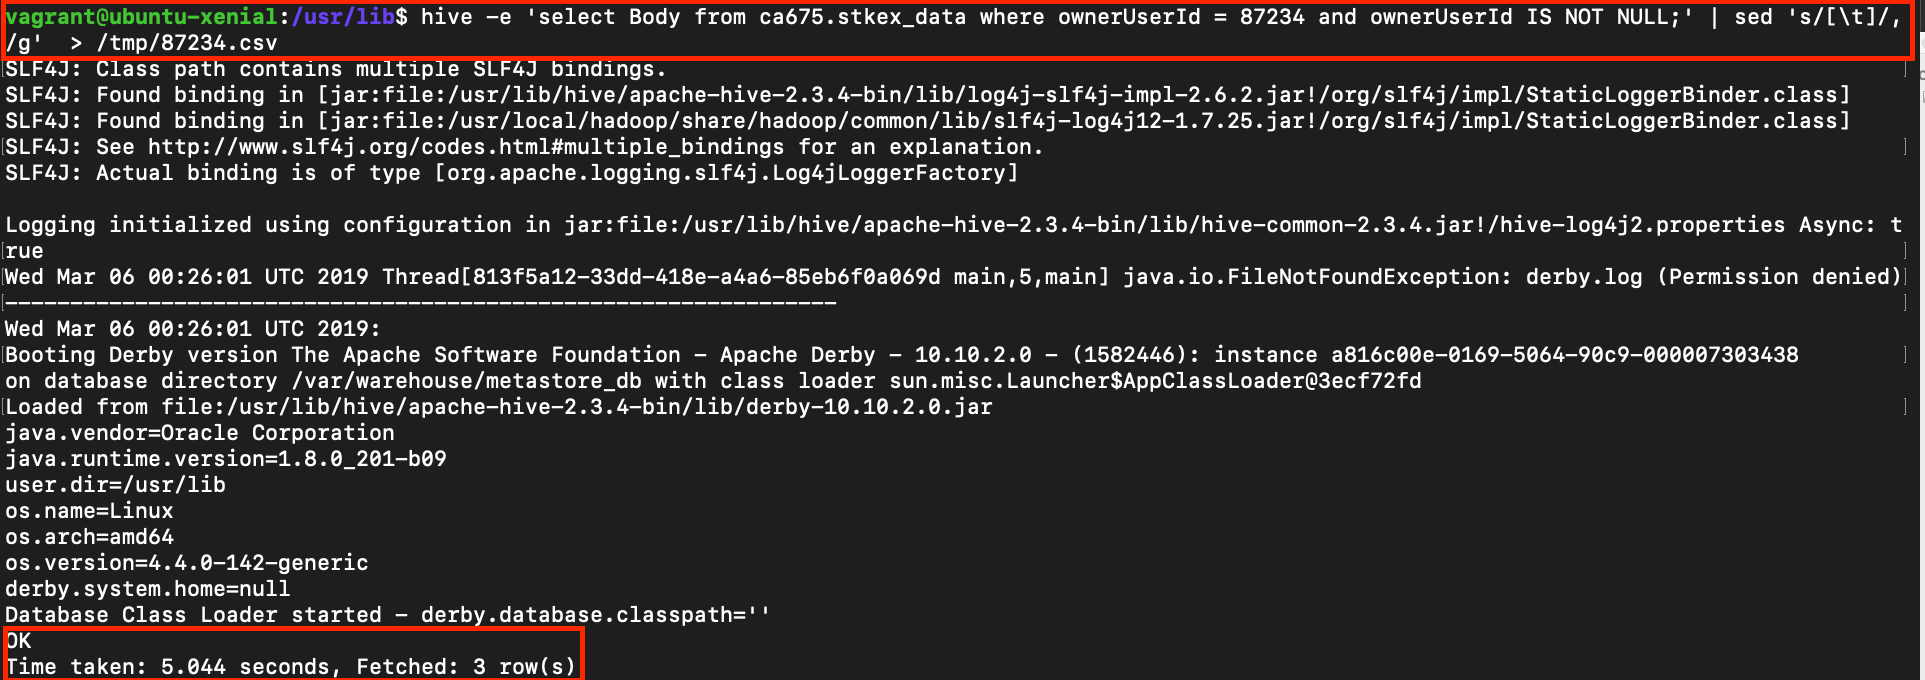 vagrant@ubuntu-xenial:/usr/lib$ hive -e 'select Body from ca675.stkex_data where ownerUserId = 87234 and ownerUserId IS NOT NULL;' | sed 's/[\t]/,
/g'  > /tmp/87234.csv
SLF4J: Class path contains multiple SLF4J bindings.
SLF4J: Found binding in [jar:file:/usr/lib/hive/apache-hive-2.3.4-bin/lib/log4j-slf4j-impl-2.6.2.jar!/org/slf4j/impl/StaticLoggerBinder.class]
SLF4J: Found binding in [jar:file:/usr/local/hadoop/share/hadoop/common/lib/slf4j-log4j12-1.7.25.jar!/org/slf4j/impl/StaticLoggerBinder.class]
SLF4J: See http://www.slf4j.org/codes.html#multiple_bindings for an explanation.
SLF4J: Actual binding is of type [org.apache.logging.slf4j.Log4jLoggerFactory]
Logging initialized using configuration in jar:file:/usr/lib/hive/apache-hive-2.3.4-bin/lib/hive-common-2.3.4.jar!/hive-log4j2.properties Async: t
rue
Wed Mar 06 00:26:01 UTC 2019 Thread[813f5a12-33dd-418e-a4a6-85eb6f0a069d main,5,main] java.io.FileNotFoundException: derby.log (Permission denied)
----------------------------------------------------------------
Wed Mar 06 00:26:01 UTC 2019:
Booting Derby version The Apache Software Foundation - Apache Derby - 10.10.2.0 - (1582446): instance a816c00e-0169-5064-90c9-000007303438
on database directory /var/warehouse/metastore_db with class loader sun.misc.Launcher$AppClassLoader@3ecf72fd
Loaded from file:/usr/lib/hive/apache-hive-2.3.4-bin/lib/derby-10.10.2.0.jar
java.vendor=Oracle Corporation
java.runtime.version=1.8.0_201-b09
user.dir=/usr/lib
os.name=Linux
os.arch=amd64
os.version=4.4.0-142-generic
derby.system.home=null
Database Class Loader started - derby.database.classpath=''
OK
Time taken: 5.044 seconds, Fetched: 3 row(s)